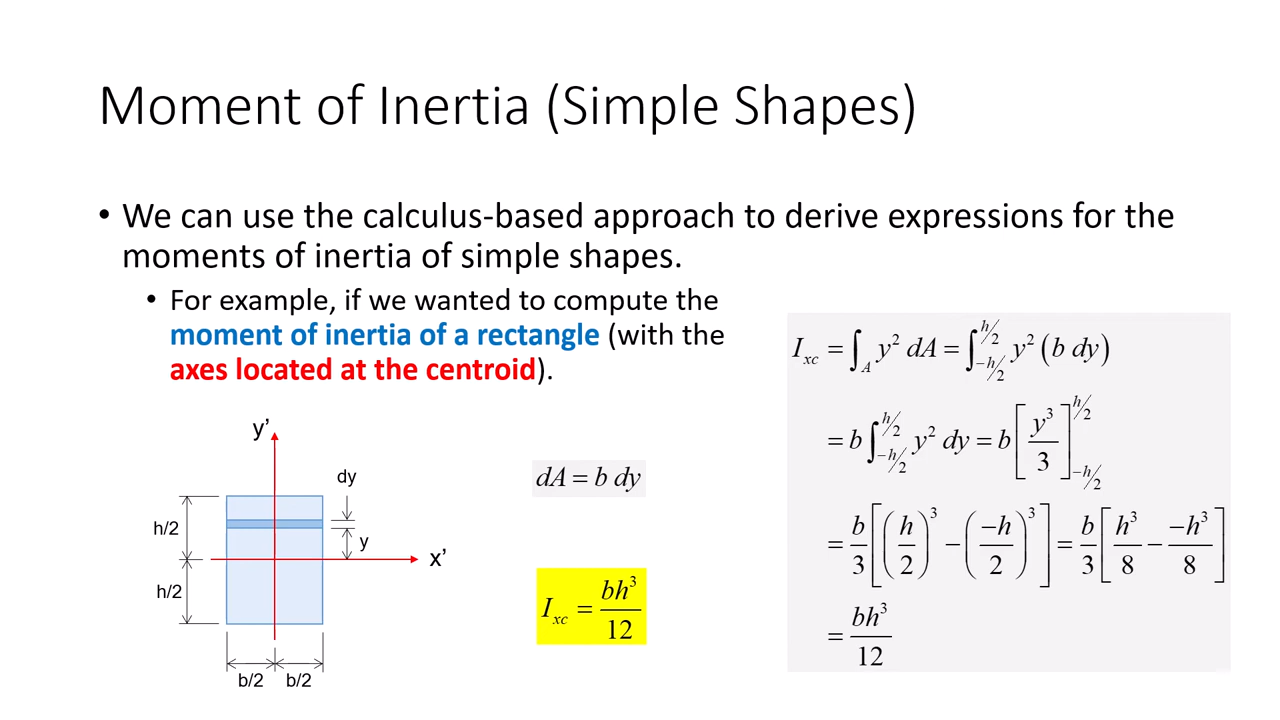 Moment of Inertia (Simple Shapes)
• We can use the calculus-based approach to derive expressions for the
moments of inertia of simple shapes.
• For example, if we wanted to compute the
moment of inertia of a rectangle (with the
axes located at the centroid).
y’
dy
h/2
y
x’
h/2
b/2 b/2
dA = b dy
I_xc = bh³/12
I_xc = ∫_A y² dA = ∫_{-h/2}^{h/2} y² (b dy)
= b ∫_{-h/2}^{h/2} y² dy = b [y³/3]_{-h/2}^{h/2}
= b/3 [(h/2)³ − (−h/2)³] = b/3 [h³/8 − −h³/8]
= bh³/12